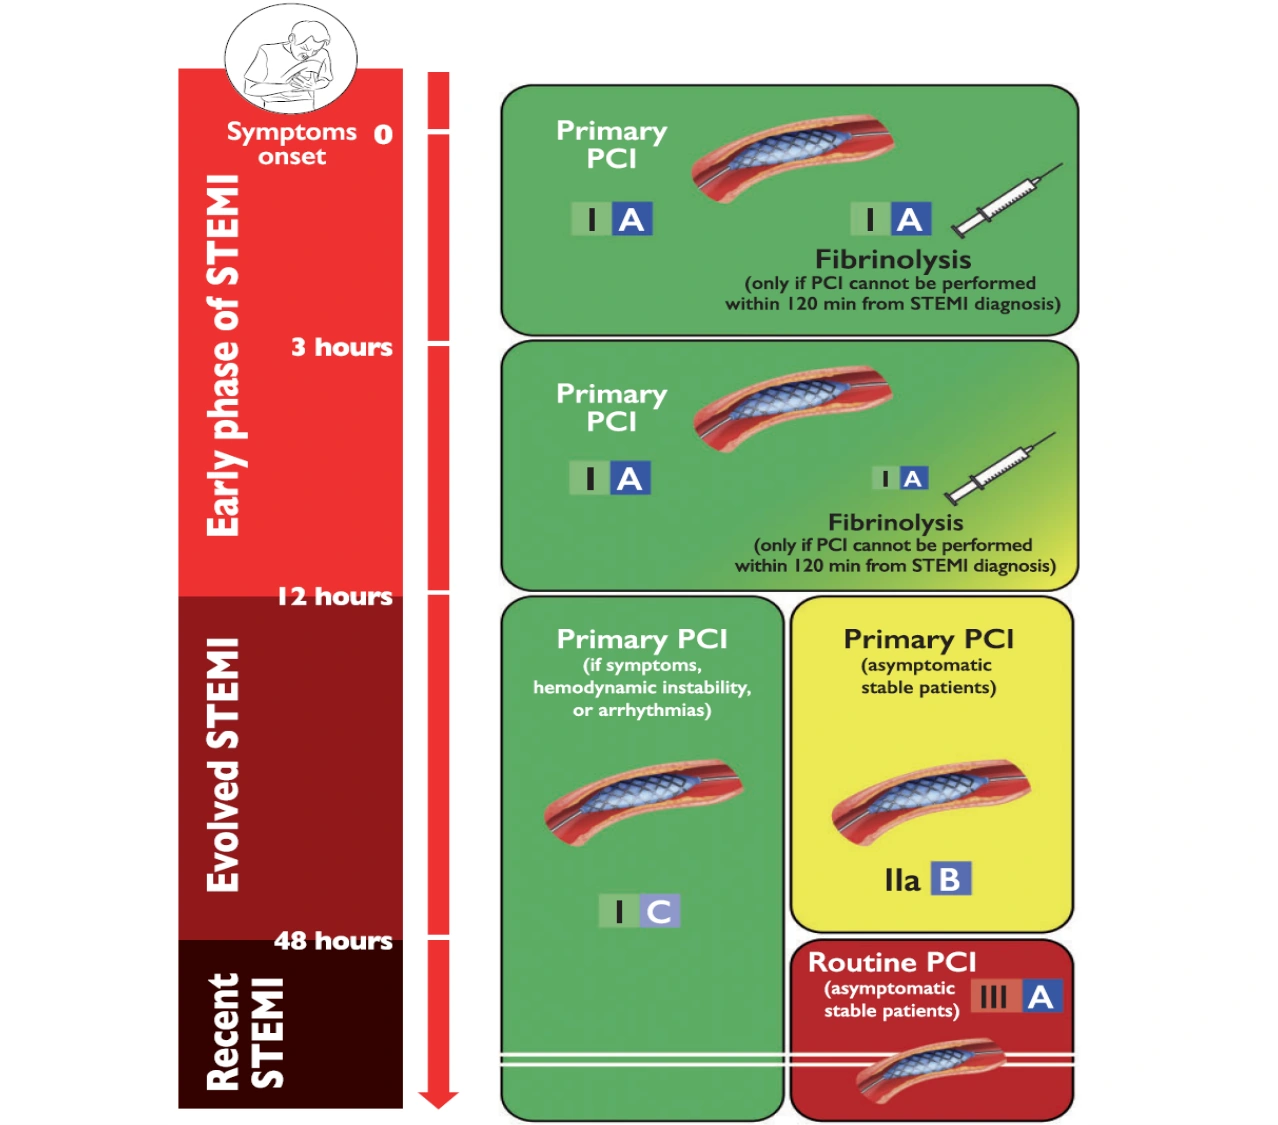 Symptoms
onset
0
Early phase of STEMI
3 hours
12 hours
Evolved STEMI
48 hours
Recent
STEMI
Primary
PCI
I A
I A
Fibrinolysis
(only if PCI cannot be performed
within 120 min from STEMI diagnosis)
Primary
PCI
I A
I A
Fibrinolysis
(only if PCI cannot be performed
within 120 min from STEMI diagnosis)
Primary PCI
(if symptoms,
hemodynamic instability,
or arrhythmias)
I C
Primary PCI
(asymptomatic
stable patients)
IIa B
Routine PCI
(asymptomatic
stable patients)
III A